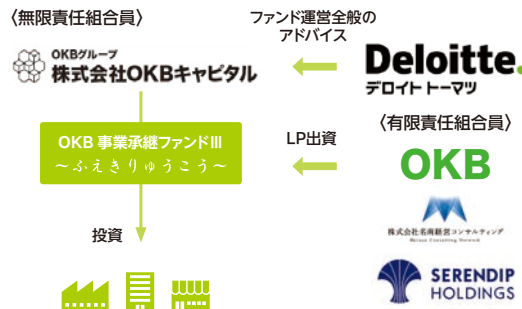 〈無限責任組合員〉
ファンド運営全般の
アドバイス
OKBグループ
株式会社OKBキャピタル
Deloitte.
デロイト トーマツ
〈有限責任組合員〉
OKB 事業承継ファンドⅢ
～ふえきりゅうこう～
LP出資
OKB
株式会社名南経営コンサルティング
Meinan Consulting Network
投資
SERENDIP
HOLDINGS